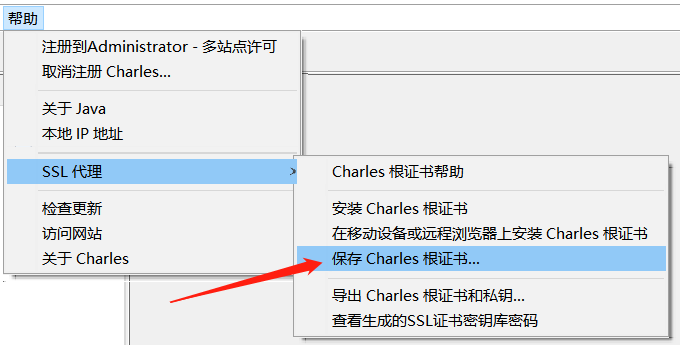 帮助
注册到Administrator - 多站点许可
取消注册 Charles...
关于 Java
本地 IP 地址
SSL 代理
检查更新
访问网站
关于 Charles
Charles 根证书帮助
安装 Charles 根证书
在移动设备或远程浏览器上安装 Charles 根证书
保存 Charles 根证书...
导出 Charles 根证书和私钥...
查看生成的SSL证书密钥库密码